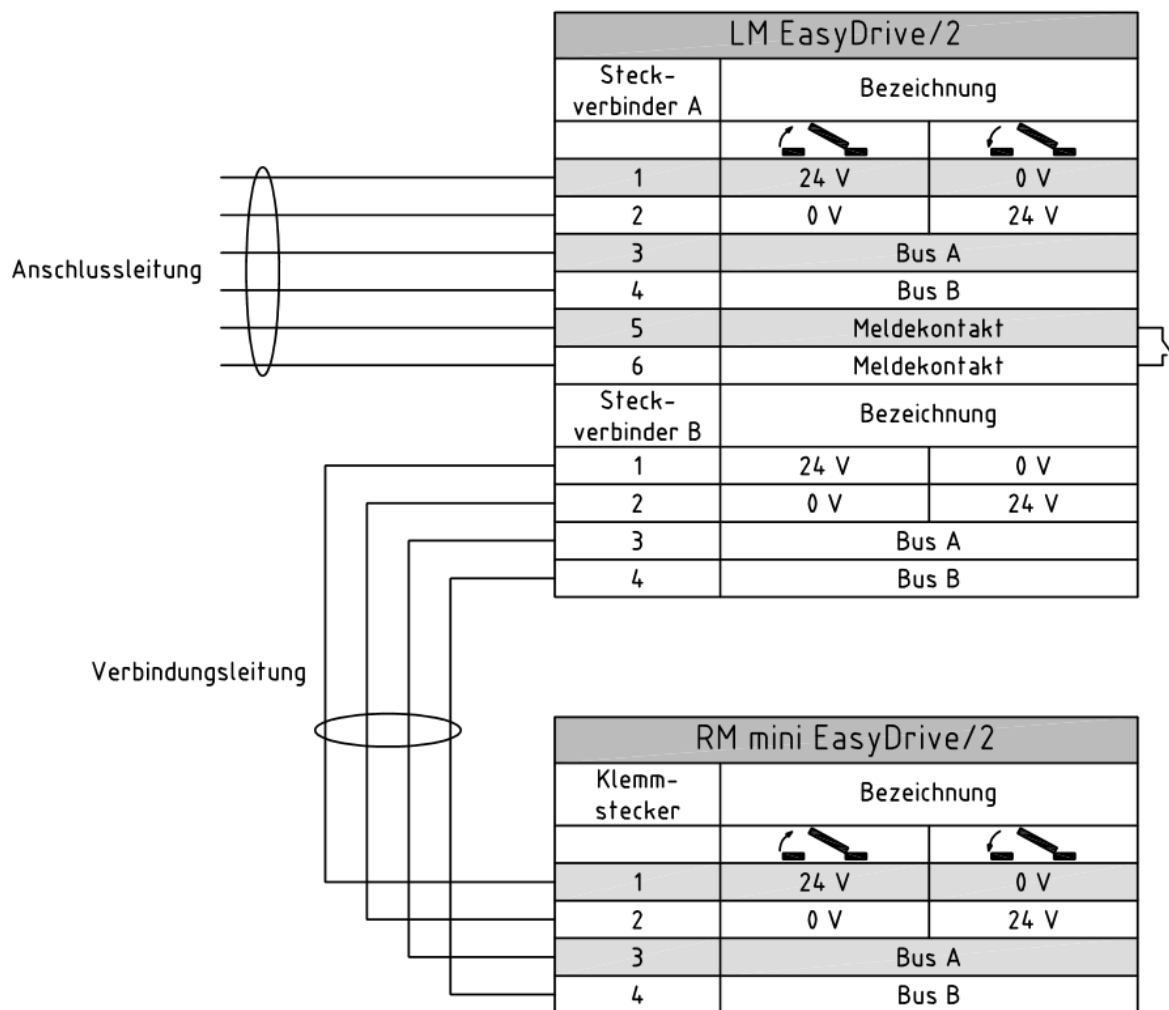 LM EasyDrive/2
Steck-
verbinder A
Bezeichnung
1 24 V 0 V
2 0 V 24 V
3 Bus A
Anschlussleitung
4 Bus B
5 Meldekontakt
6 Meldekontakt
Steck-
verbinder B
Bezeichnung
1 24 V 0 V
2 0 V 24 V
3 Bus A
4 Bus B
Verbindungsleitung
RM mini EasyDrive/2
Klemm-
stecker
Bezeichnung
1 24 V 0 V
2 0 V 24 V
3 Bus A
4 Bus B